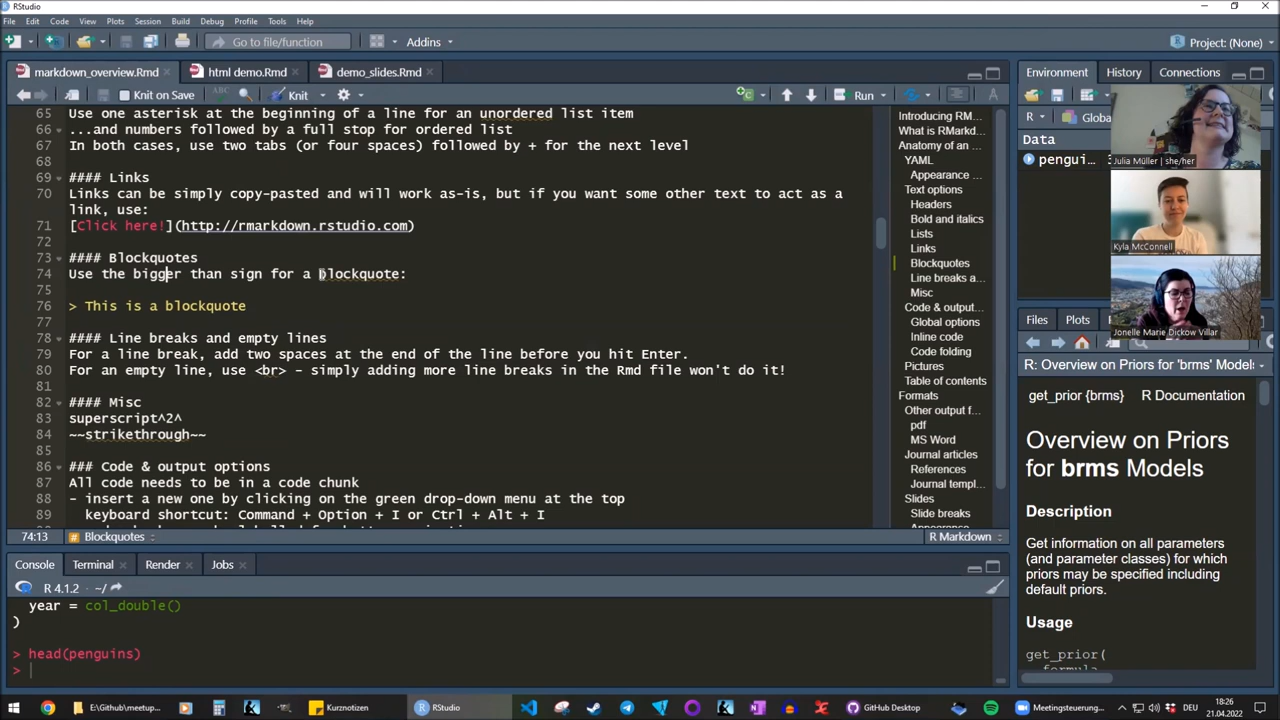 RStudio
File Edit Code View Plots Session Build Debug Profile Tools Help
Go to file/function Addins Project: (None)
markdown_overview.Rmd html demo.Rmd demo_slides.Rmd
Knit on Save Knit Run
65 Use one asterisk at the beginning of a line for an unordered list item
66 ...and numbers followed by a full stop for ordered list
67 In both cases, use two tabs (or four spaces) followed by + for the next level
68
69 #### Links
70 Links can be simply copy-pasted and will work as-is, but if you want some other text to act as a
link, use:
71 [Click here!](http://rmarkdown.rstudio.com)
72
73 #### Blockquotes
74 Use the bigger than sign for a blockquote:
75
76 > This is a blockquote
77
78 #### Line breaks and empty lines
79 For a line break, add two spaces at the end of the line before you hit Enter.
80 For an empty line, use <br> - simply adding more line breaks in the Rmd file won't do it!
81
82 #### Misc
83 superscript^2^
84 ~~strikethrough~~
85
86 ### Code & output options
87 All code needs to be in a code chunk
88 - insert a new one by clicking on the green drop-down menu at the top
keyboard shortcut: Command + Option + I or Ctrl + Alt + I
74:13 Blockquotes R Markdown
Introducing RM...
What is RMarkd...
Anatomy of an ...
YAML
Appearance ...
Text options
Headers
Bold and italics
Lists
Links
Blockquotes
Line breaks a...
Misc
Code & output...
Global options
Inline code
Code folding
Pictures
Table of contents
Formats
Other output f...
pdf
MS Word
Journal articles
References
Journal templ...
Slides
Slide breaks
Console Terminal Render Jobs
R 4.1.2 · ~/
year = col_double()
)
> head(penguins)
>
Environment History Connections
R Global
Data
pengui...
Julia Müller | she/her
Kyla McConnell
Jonelle Marie Dickow Villar
Files Plots
R: Overview on Priors for 'brms' Models
get_prior {brms} R Documentation
Overview on Priors
for brms Models
Description
Get information on all parameters
(and parameter classes) for which
priors may be specified including
default priors.
Usage
get_prior(
E:\Github\meetup... Kurznotizen RStudio GitHub Desktop Meetingsteuerung... DEU 18:26
21.04.2022